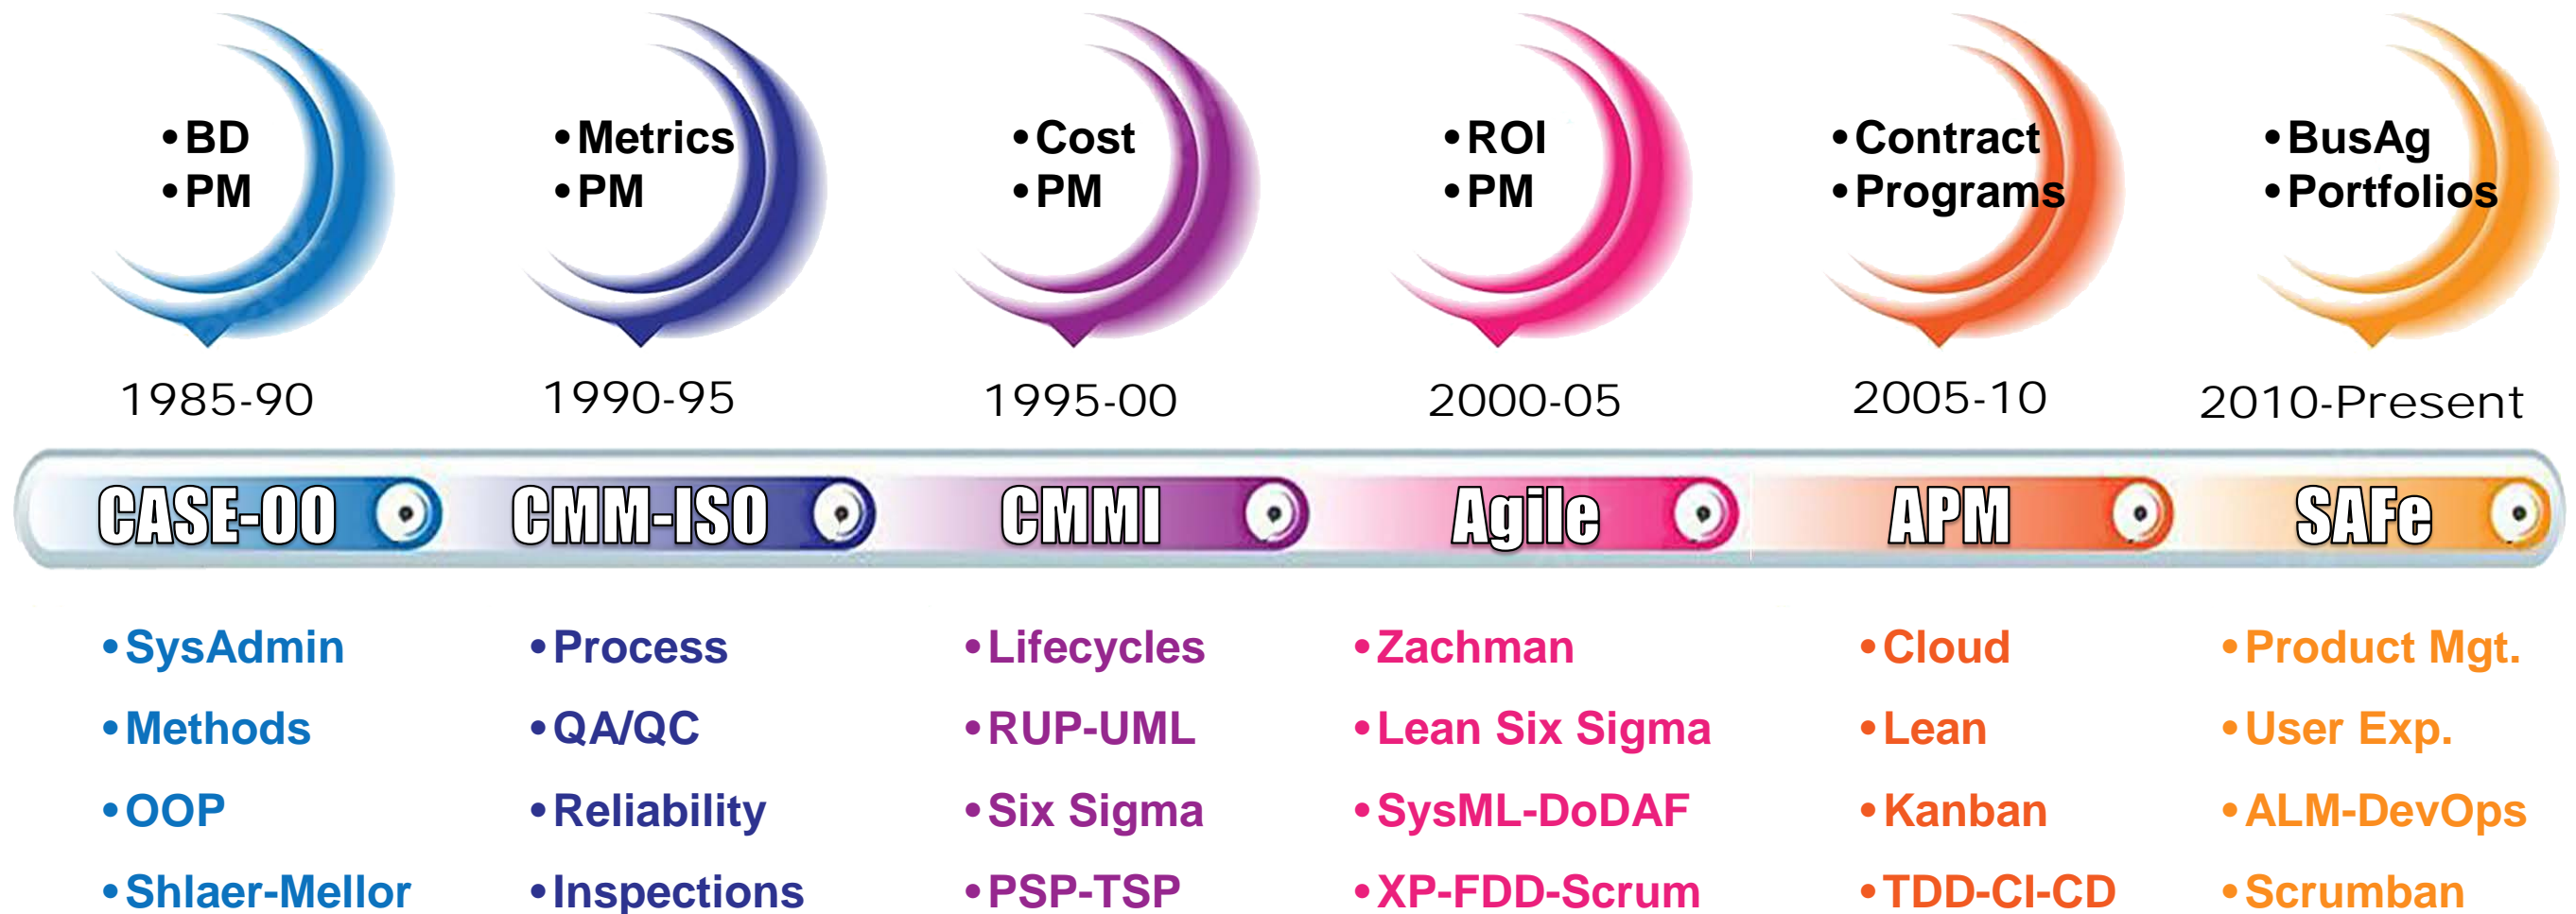 •BD
•PM
•Metrics
•PM
•Cost
•PM
•ROI
•PM
•Contract
•Programs
•BusAg
•Portfolios
1985-90
1990-95
1995-00
2000-05
2005-10
2010-Present
CASE-OO
CMM-ISO
CMMI
Agile
APM
SAFe
•SysAdmin
•Methods
•OOP
•Shlaer-Mellor
•Process
•QA/QC
•Reliability
•Inspections
•Lifecycles
•RUP-UML
•Six Sigma
•PSP-TSP
•Zachman
•Lean Six Sigma
•SysML-DoDAF
•XP-FDD-Scrum
•Cloud
•Lean
•Kanban
•TDD-CI-CD
•Product Mgt.
•User Exp.
•ALM-DevOps
•Scrumban